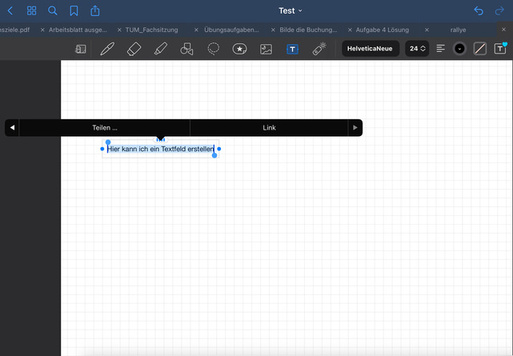 Test
sziele.pdf
Arbeitsblatt ausge...
TUM_Fachsitzung
Übungsaufgaben...
Bilde die Buchung...
Aufgabe 4 Lösung
rallye
HelveticaNeue
24
T
Teilen ...
Link
Hier kann ich ein Textfeld erstellen